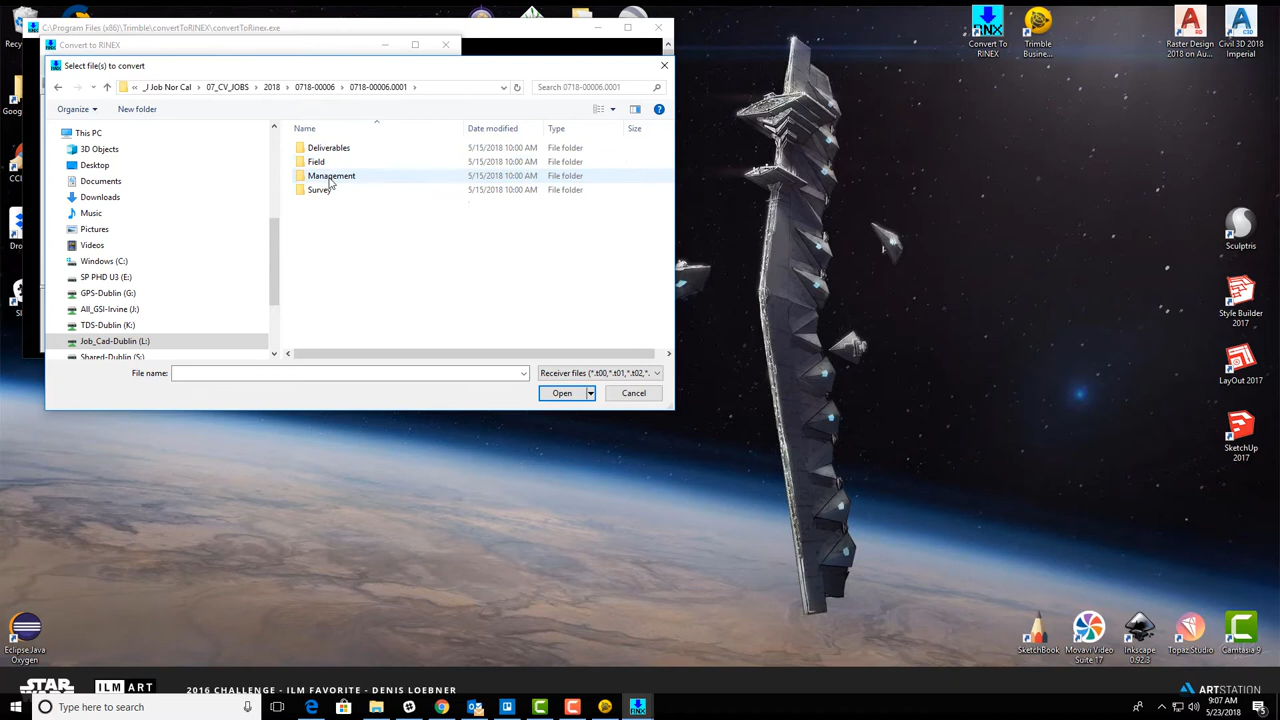 C:\Program Files (x86)\Trimble\convertToRINEX\convertToRinex.exe
Convert to RINEX
Select file(s) to convert
_J Job Nor Cal
07_CV_JOBS
2018
0718-00006
0718-00006.0001
Search 0718-00006.0001
Organize
New folder
This PC
3D Objects
Desktop
Documents
Downloads
Music
Pictures
Videos
Windows (C:)
SP PHD U3 (E:)
GPS-Dublin (G:)
All_GSI-Irvine (J:)
TDS-Dublin (K:)
Job_Cad-Dublin (L:)
Shared-Dublin (S:)
Name Date modified Type Size
Deliverables 5/15/2018 10:00 AM File folder
Field 5/15/2018 10:00 AM File folder
Management 5/15/2018 10:00 AM File folder
Survey 5/15/2018 10:00 AM File folder
File name:
Receiver files (*.t00,*.t01,*.t02,*.
Open
Cancel
RNX
Convert To
RINEX
Trimble
Business...
Raster Design
2018 on Au...
Civil 3D 2018
Imperial
Sculptris
Style Builder
2017
LayOut 2017
SketchUp
2017
Eclipse Java
Oxygen
SketchBook
Movavi Video
Suite 17
Inkscape
0.92.3
Topaz Studio
Camtasia 9
STAR
WARS
ILM ART
2016 CHALLENGE - ILM FAVORITE - DENIS LOEBNER
ARTSTATION
Type here to search
9:07 AM
5/23/2018